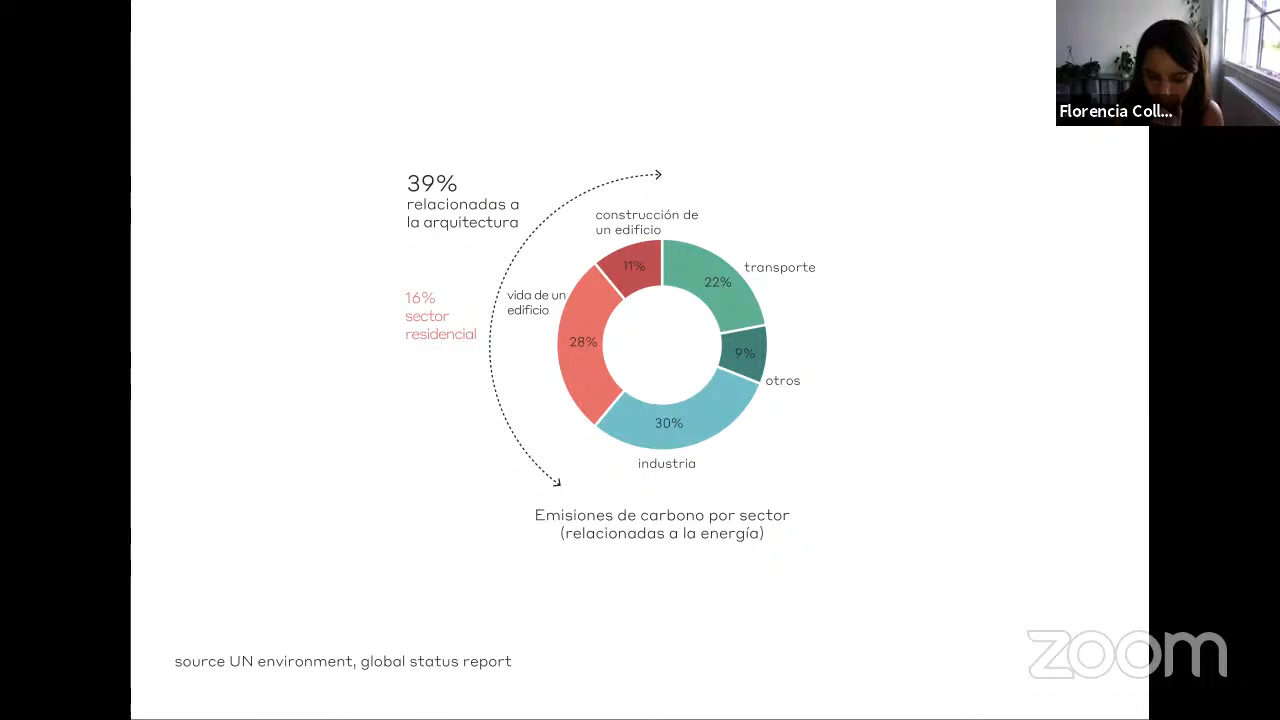 Florencia Coll...
39%
relacionadas a
la arquitectura
construcción de
un edificio
11%
22%
transporte
16%
sector
residencial
vida de un
edificio
28%
9%
otros
30%
industria
Emisiones de carbono por sector
(relacionadas a la energía)
source UN environment, global status report
zoom